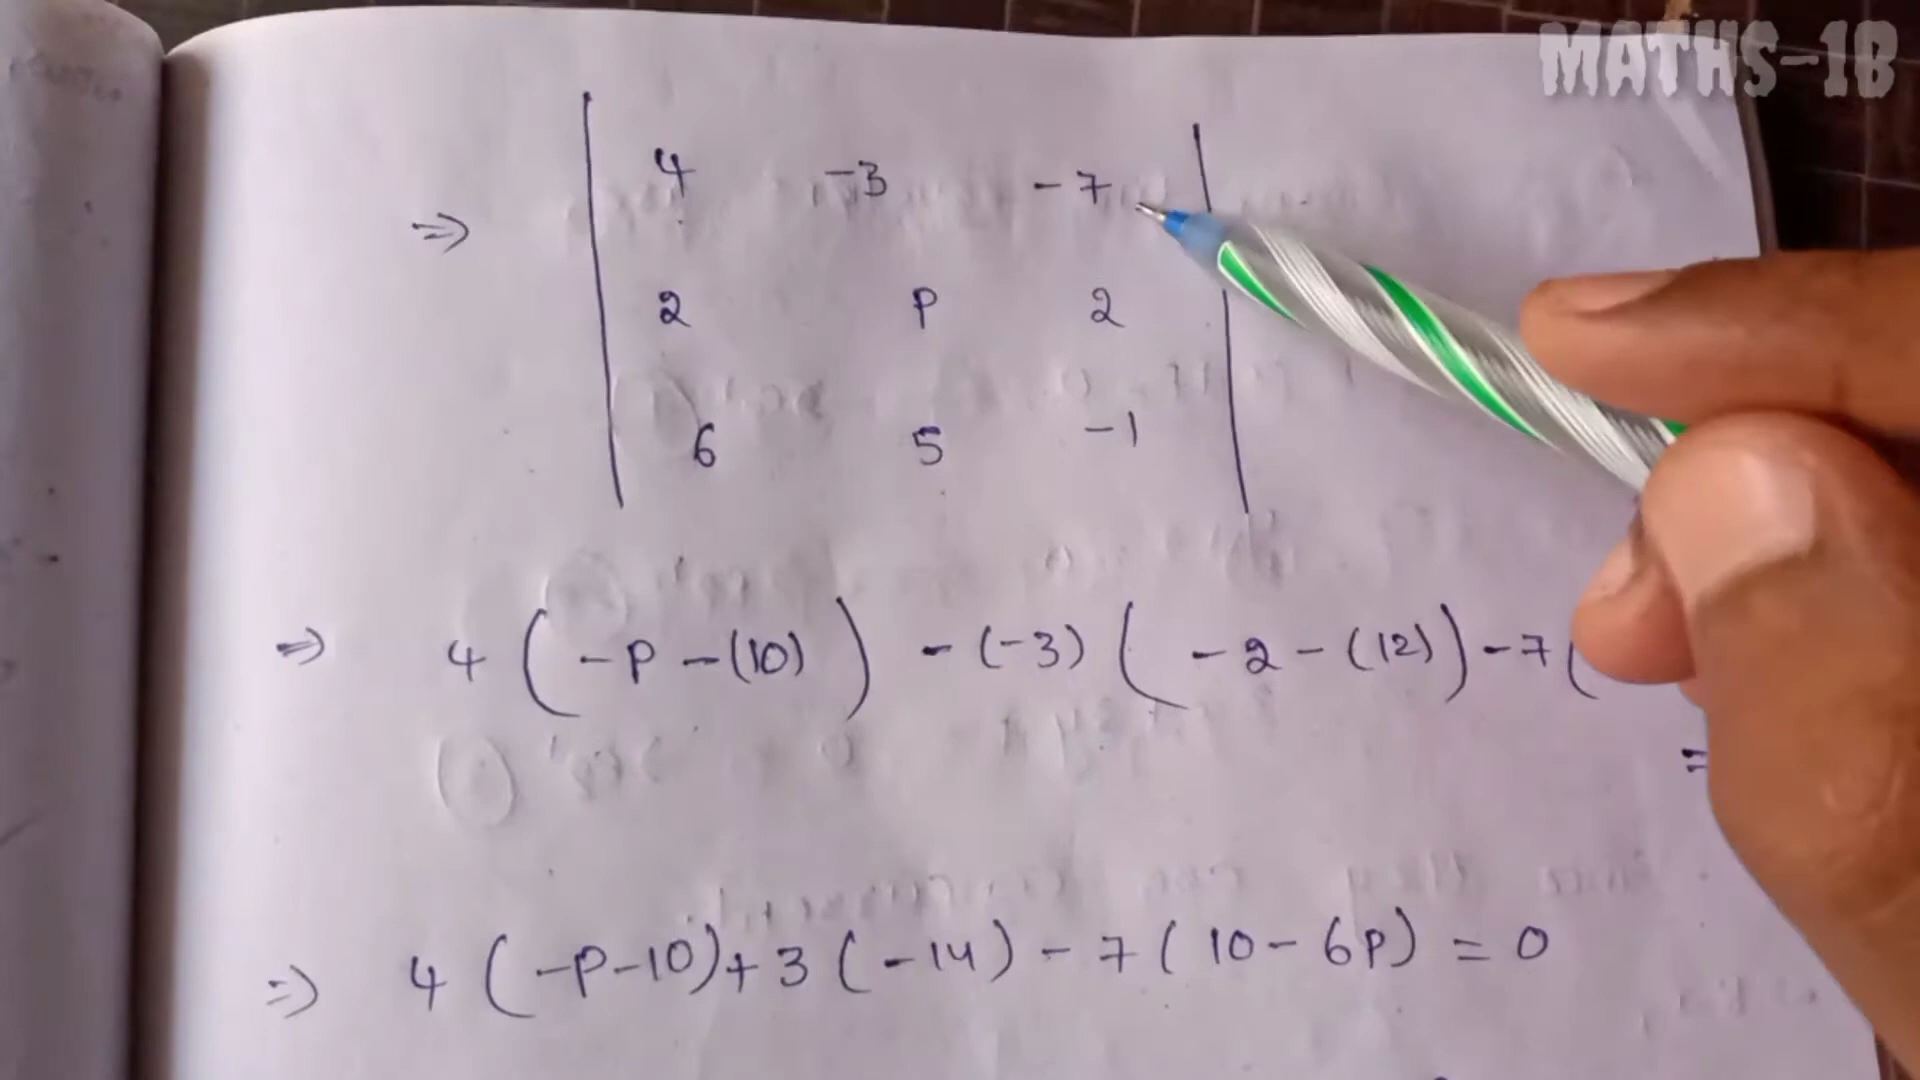 MATHS-1B
4 -3 -7
⇒ 2 P 2
6 5 -1
⇒ 4 ( -P -(10) ) - (-3) ( -2 - (12) ) - 7 (
=
⇒ 4 ( -P-10) + 3 ( -14 ) - 7 ( 10 - 6P ) = 0